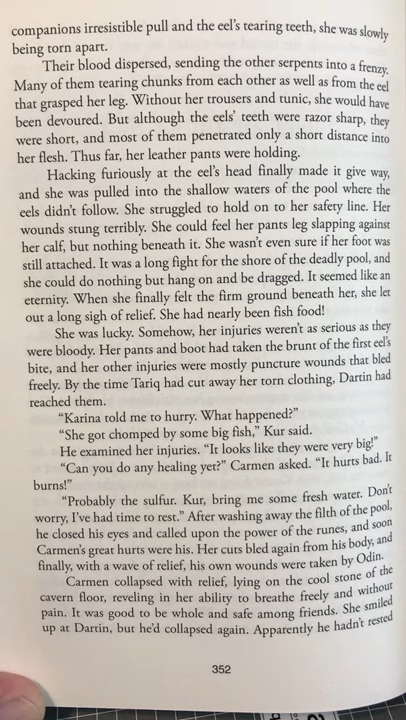 companions irresistible pull and the eel's tearing teeth, she was slowly
being torn apart.
Their blood dispersed, sending the other serpents into a frenzy.
Many of them tearing chunks from each other as well as from the eel
that grasped her leg. Without her trousers and tunic, she would have
been devoured. But although the eels' teeth were razor sharp, they
were short, and most of them penetrated only a short distance into
her flesh. Thus far, her leather pants were holding.
Hacking furiously at the eel's head finally made it give way,
and she was pulled into the shallow waters of the pool where the
eels didn't follow. She struggled to hold on to her safety line. Her
wounds stung terribly. She could feel her pants leg slapping against
her calf, but nothing beneath it. She wasn't even sure if her foot was
still attached. It was a long fight for the shore of the deadly pool, and
she could do nothing but hang on and be dragged. It seemed like an
eternity. When she finally felt the firm ground beneath her, she let
out a long sigh of relief. She had nearly been fish food!
She was lucky. Somehow, her injuries weren't as serious as they
were bloody. Her pants and boot had taken the brunt of the first eel's
bite, and her other injuries were mostly puncture wounds that bled
freely. By the time Tariq had cut away her torn clothing, Dartin had
reached them.
"Karina told me to hurry. What happened?"
"She got chomped by some big fish," Kur said.
He examined her injuries. "It looks like they were very big!"
"Can you do any healing yet?" Carmen asked. "It hurts bad. It
burns!"
"Probably the sulfur. Kur, bring me some fresh water. Don't
worry, I've had time to rest." After washing away the filth of the pool,
he closed his eyes and called upon the power of the runes, and soon
Carmen's great hurts were his. Her cuts bled again from his body, and
finally, with a wave of relief, his own wounds were taken by Odin.
Carmen collapsed with relief, lying on the cool stone of the
cavern floor, reveling in her ability to breathe freely and without
pain. It was good to be whole and safe among friends. She smiled
up at Dartin, but he'd collapsed again. Apparently he hadn't rested
352